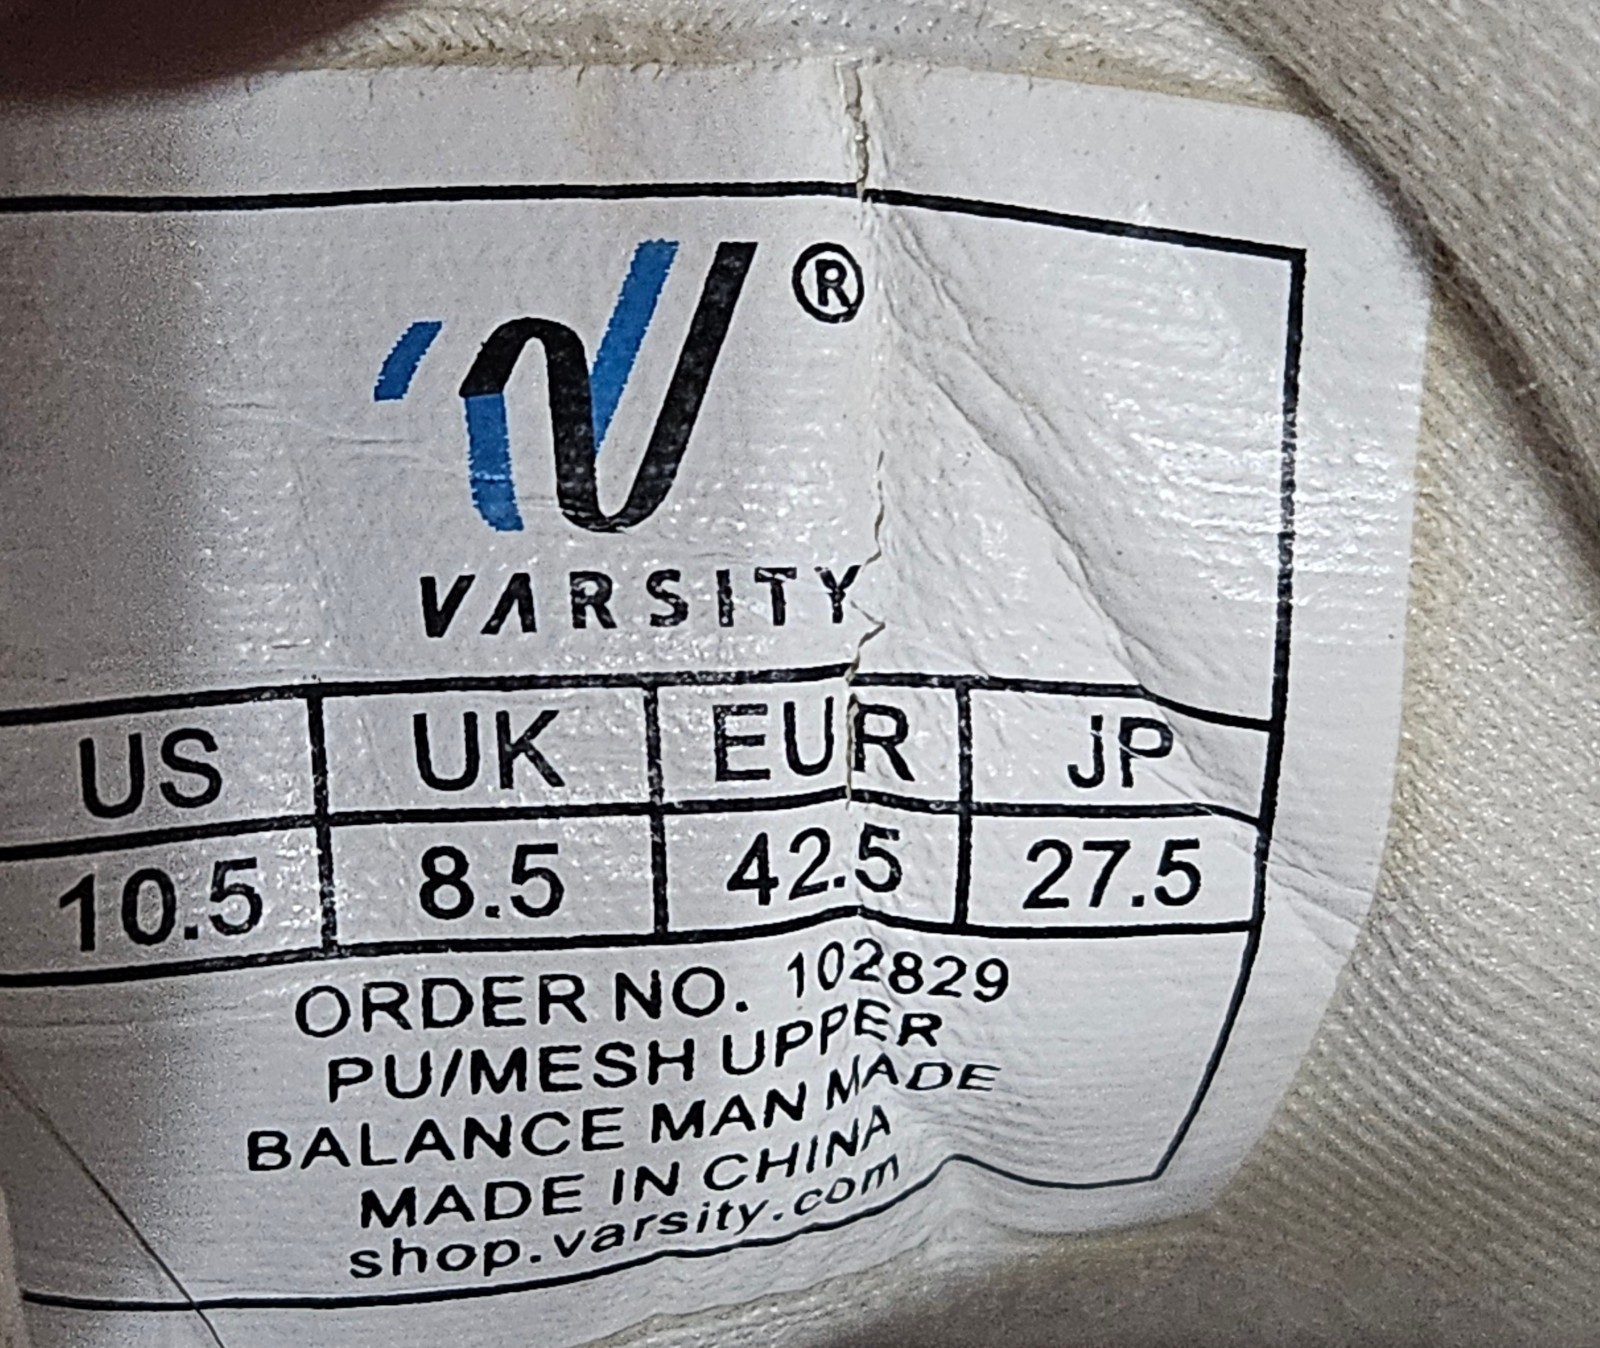 ®
VARSITY
US UK EUR JP
10.5 8.5 42.5 27.5
ORDER NO. 102829
PU/MESH UPPER
BALANCE MAN MADE
MADE IN CHINA
shop.varsity.com